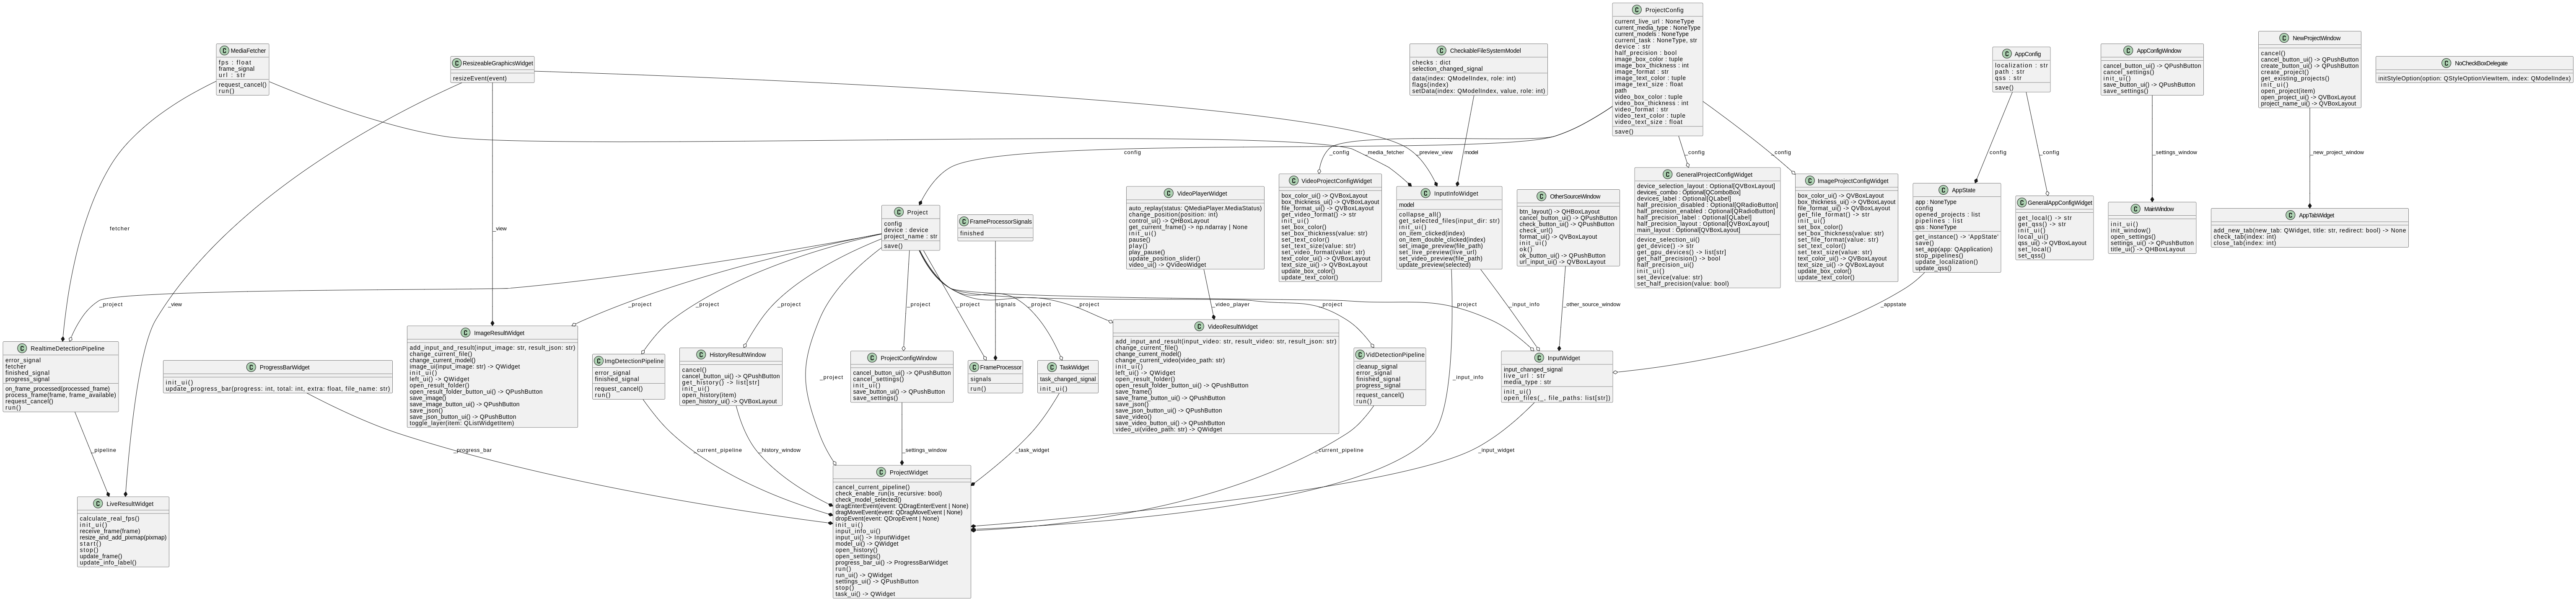 C ProjectConfig
current_live_url : NoneType
current_media_type : NoneType
current_models : NoneType
current_task : NoneType, str
device : str
half_precision : bool
image_box_color : tuple
image_box_thickness : int
image_format : str
image_text_color : tuple
image_text_size : float
path
video_box_color : tuple
video_box_thickness : int
video_format : str
video_text_color : tuple
video_text_size : float
save()
C MediaFetcher
fps : float
frame_signal
url : str
request_cancel()
run()
C ResizeableGraphicsWidget
resizeEvent(event)
C CheckableFileSystemModel
checks : dict
selection_changed_signal
data(index: QModelIndex, role: int)
flags(index)
setData(index: QModelIndex, value, role: int)
C AppConfig
localization : str
path : str
qss : str
save()
C AppConfigWindow
cancel_button_ui() -> QPushButton
cancel_settings()
init_ui()
save_button_ui() -> QPushButton
save_settings()
C NewProjectWindow
cancel()
cancel_button_ui() -> QPushButton
create_button_ui() -> QPushButton
create_project()
get_existing_projects()
init_ui()
open_project(item)
open_project_ui() -> QVBoxLayout
project_name_ui() -> QVBoxLayout
C NoCheckBoxDelegate
initStyleOption(option: QStyleOptionViewItem, index: QModelIndex)
fetcher
_view
_view
config
_media_fetcher
_preview_view
model
_config
_config
_config
config
_config
_settings_window
_new_project_window
C Project
config
device : device
project_name : str
save()
C FrameProcessorSignals
finished
C VideoPlayerWidget
auto_replay(status: QMediaPlayer.MediaStatus)
change_position(position: int)
control_ui() -> QHBoxLayout
get_current_frame() -> np.ndarray | None
init_ui()
pause()
play()
play_pause()
update_position_slider()
video_ui() -> QVideoWidget
C VideoProjectConfigWidget
box_color_ui() -> QVBoxLayout
box_thickness_ui() -> QVBoxLayout
file_format_ui() -> QVBoxLayout
get_video_format() -> str
init_ui()
set_box_color()
set_box_thickness(value: str)
set_text_color()
set_text_size(value: str)
set_video_format(value: str)
text_color_ui() -> QVBoxLayout
text_size_ui() -> QVBoxLayout
update_box_color()
update_text_color()
C InputInfoWidget
model
collapse_all()
get_selected_files(input_dir: str)
init_ui()
on_item_clicked(index)
on_item_double_clicked(index)
set_image_preview(file_path)
set_live_preview(live_url)
set_video_preview(file_path)
update_preview(selected)
C OtherSourceWindow
btn_layout() -> QHBoxLayout
cancel_button_ui() -> QPushButton
check_button_ui() -> QPushButton
check_url()
format_ui() -> QVBoxLayout
init_ui()
ok()
ok_button_ui() -> QPushButton
url_input_ui() -> QVBoxLayout
C GeneralProjectConfigWidget
device_selection_layout : Optional[QVBoxLayout]
devices_combo : Optional[QComboBox]
devices_label : Optional[QLabel]
half_precision_disabled : Optional[QRadioButton]
half_precision_enabled : Optional[QRadioButton]
half_precision_label : Optional[QLabel]
half_precision_layout : Optional[QVBoxLayout]
main_layout : Optional[QVBoxLayout]
device_selection_ui()
get_device() -> str
get_gpu_devices() -> list[str]
get_half_precision() -> bool
half_precision_ui()
init_ui()
set_device(value: str)
set_half_precision(value: bool)
C ImageProjectConfigWidget
box_color_ui() -> QVBoxLayout
box_thickness_ui() -> QVBoxLayout
file_format_ui() -> QVBoxLayout
get_file_format() -> str
init_ui()
set_box_color()
set_box_thickness(value: str)
set_file_format(value: str)
set_text_color()
set_text_size(value: str)
text_color_ui() -> QVBoxLayout
text_size_ui() -> QVBoxLayout
update_box_color()
update_text_color()
C AppState
app : NoneType
config
opened_projects : list
pipelines : list
qss : NoneType
get_instance() -> 'AppState'
save()
set_app(app: QApplication)
stop_pipelines()
update_localization()
update_qss()
C GeneralAppConfigWidget
get_local() -> str
get_qss() -> str
init_ui()
local_ui()
qss_ui() -> QVBoxLayout
set_local()
set_qss()
C MainWindow
init_ui()
init_window()
open_settings()
settings_ui() -> QPushButton
title_ui() -> QHBoxLayout
C AppTabWidget
add_new_tab(new_tab: QWidget, title: str, redirect: bool) -> None
check_tab(index: int)
close_tab(index: int)
_project
_project
_project
_project
_project
_project
_project
signals
_project
_project
_video_player
_project
_project
_input_info
_other_source_window
_appstate
_input_info
C RealtimeDetectionPipeline
error_signal
fetcher
finished_signal
progress_signal
on_frame_processed(processed_frame)
process_frame(frame, frame_available)
request_cancel()
run()
C ProgressBarWidget
init_ui()
update_progress_bar(progress: int, total: int, extra: float, file_name: str)
C ImageResultWidget
add_input_and_result(input_image: str, result_json: str)
change_current_file()
change_current_model()
image_ui(input_image: str) -> QWidget
init_ui()
left_ui() -> QWidget
open_result_folder()
open_result_folder_button_ui() -> QPushButton
save_image()
save_image_button_ui() -> QPushButton
save_json()
save_json_button_ui() -> QPushButton
toggle_layer(item: QListWidgetItem)
C ImgDetectionPipeline
error_signal
finished_signal
request_cancel()
run()
C HistoryResultWindow
cancel()
cancel_button_ui() -> QPushButton
get_history() -> list[str]
init_ui()
open_history(item)
open_history_ui() -> QVBoxLayout
C ProjectConfigWindow
cancel_button_ui() -> QPushButton
cancel_settings()
init_ui()
save_button_ui() -> QPushButton
save_settings()
C FrameProcessor
signals
run()
C TaskWidget
task_changed_signal
init_ui()
C VideoResultWidget
add_input_and_result(input_video: str, result_video: str, result_json: str)
change_current_file()
change_current_model()
change_current_video(video_path: str)
init_ui()
left_ui() -> QWidget
open_result_folder()
open_result_folder_button_ui() -> QPushButton
save_frame()
save_frame_button_ui() -> QPushButton
save_json()
save_json_button_ui() -> QPushButton
save_video()
save_video_button_ui() -> QPushButton
video_ui(video_path: str) -> QWidget
C VidDetectionPipeline
cleanup_signal
error_signal
finished_signal
progress_signal
request_cancel()
run()
C InputWidget
input_changed_signal
live_url : str
media_type : str
init_ui()
open_files(_, file_paths: list[str])
_pipeline
_progress_bar
_current_pipeline
_history_window
_settings_window
_task_widget
_current_pipeline
_input_widget
C LiveResultWidget
calculate_real_fps()
init_ui()
receive_frame(frame)
resize_and_add_pixmap(pixmap)
start()
stop()
update_frame()
update_info_label()
C ProjectWidget
cancel_current_pipeline()
check_enable_run(is_recursive: bool)
check_model_selected()
dragEnterEvent(event: QDragEnterEvent | None)
dragMoveEvent(event: QDragMoveEvent | None)
dropEvent(event: QDropEvent | None)
init_ui()
input_info_ui()
input_ui() -> InputWidget
model_ui() -> QWidget
open_history()
open_settings()
progress_bar_ui() -> ProgressBarWidget
run()
run_ui() -> QWidget
settings_ui() -> QPushButton
stop()
task_ui() -> QWidget